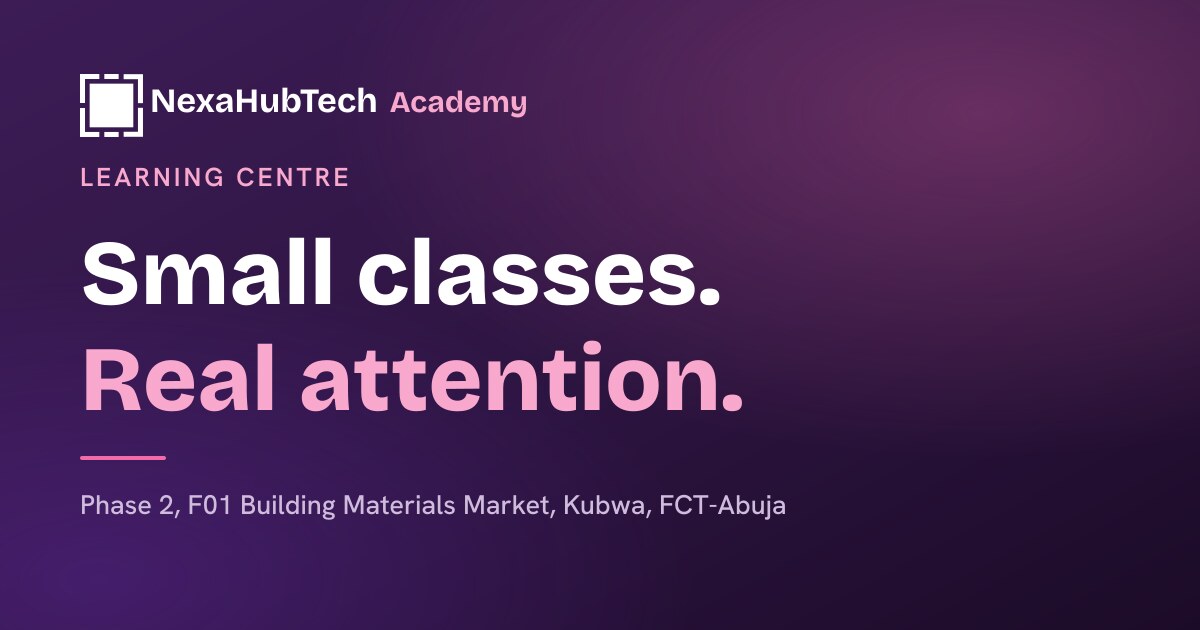 NexaHubTech Academy
LEARNING CENTRE
Small classes.
Real attention.
Phase 2, F01 Building Materials Market, Kubwa, FCT-Abuja